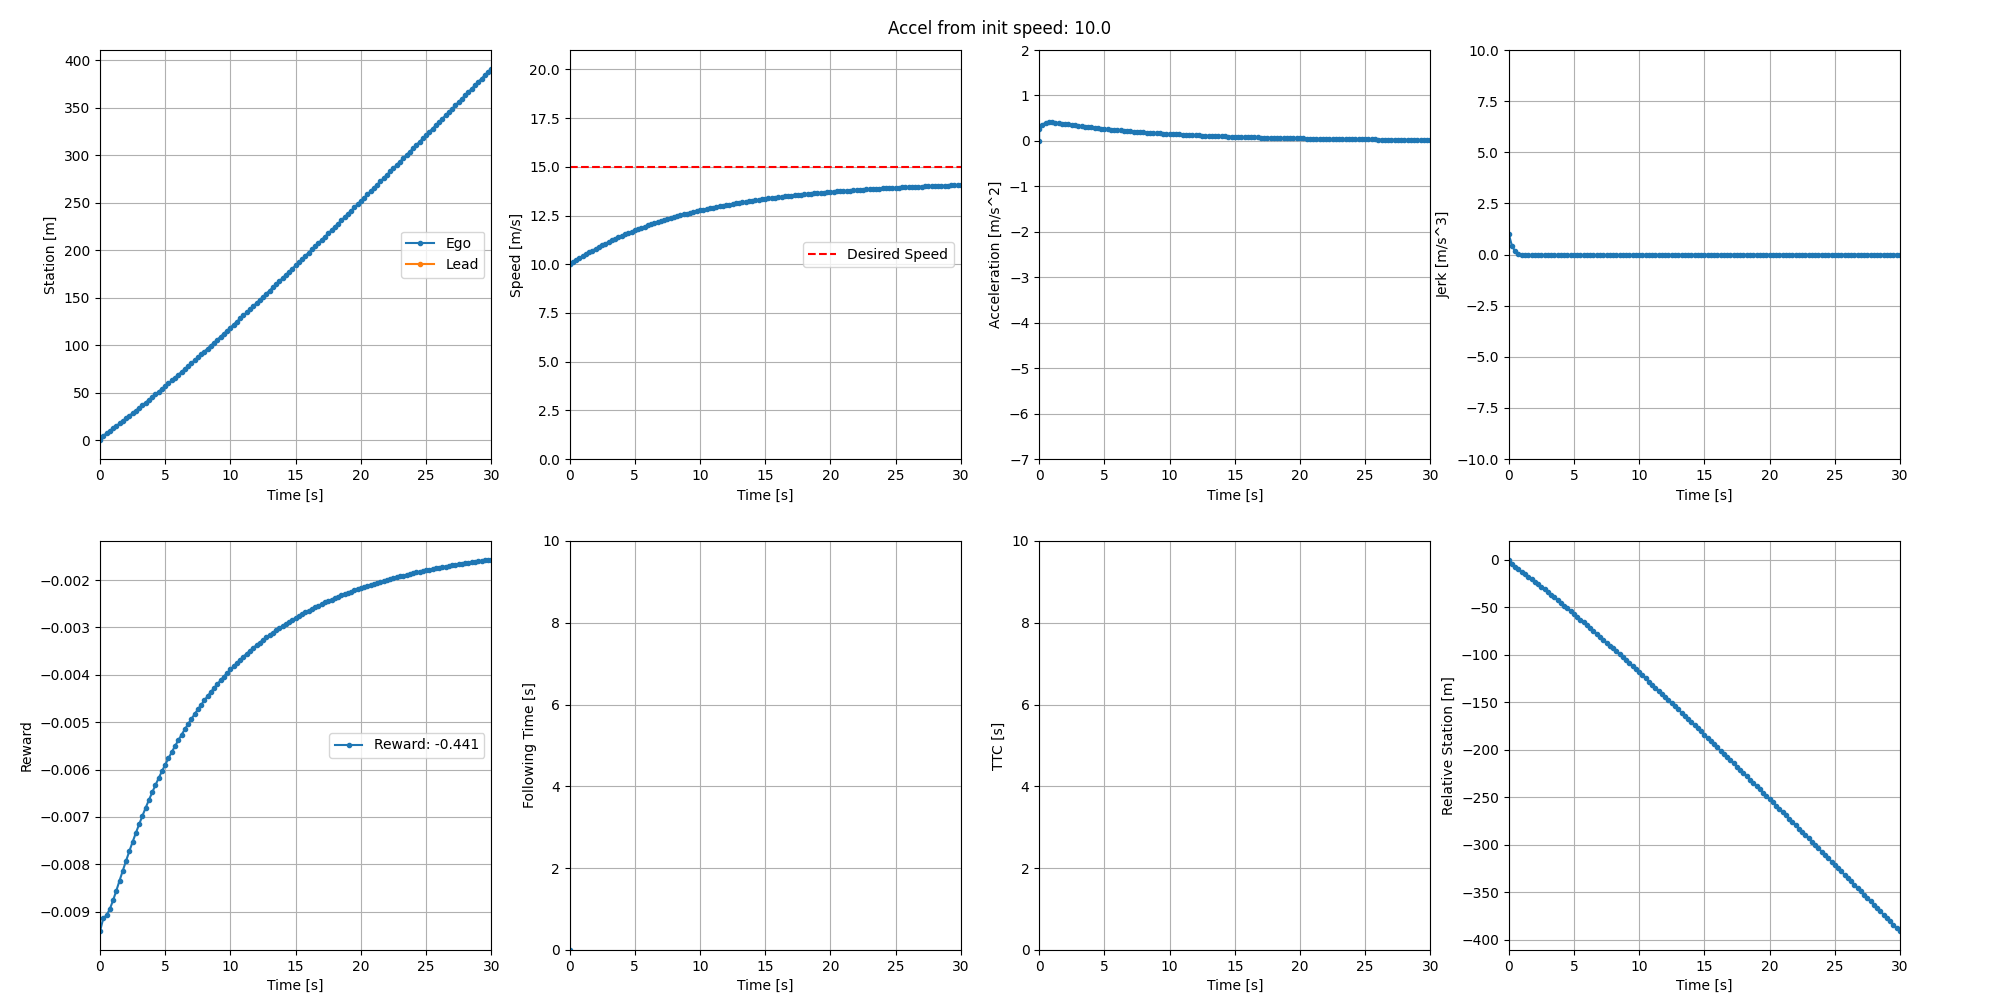 Accel from init speed: 10.0
400
350
300
250
200
150
100
50
0
Station [m]
0 5 10 15 20 25 30
Time [s]
Ego
Lead
20.0
17.5
15.0
12.5
10.0
7.5
5.0
2.5
0.0
Speed [m/s]
0 5 10 15 20 25 30
Time [s]
Desired Speed
2
1
0
−1
−2
−3
−4
−5
−6
−7
Acceleration [m/s^2]
0 5 10 15 20 25 30
Time [s]
10.0
7.5
5.0
2.5
0.0
−2.5
−5.0
−7.5
−10.0
Jerk [m/s^3]
0 5 10 15 20 25 30
Time [s]
−0.002
−0.003
−0.004
−0.005
−0.006
−0.007
−0.008
−0.009
Reward
0 5 10 15 20 25 30
Time [s]
Reward: -0.441
10
8
6
4
2
0
Following Time [s]
0 5 10 15 20 25 30
Time [s]
10
8
6
4
2
0
TTC [s]
0 5 10 15 20 25 30
Time [s]
0
−50
−100
−150
−200
−250
−300
−350
−400
Relative Station [m]
0 5 10 15 20 25 30
Time [s]